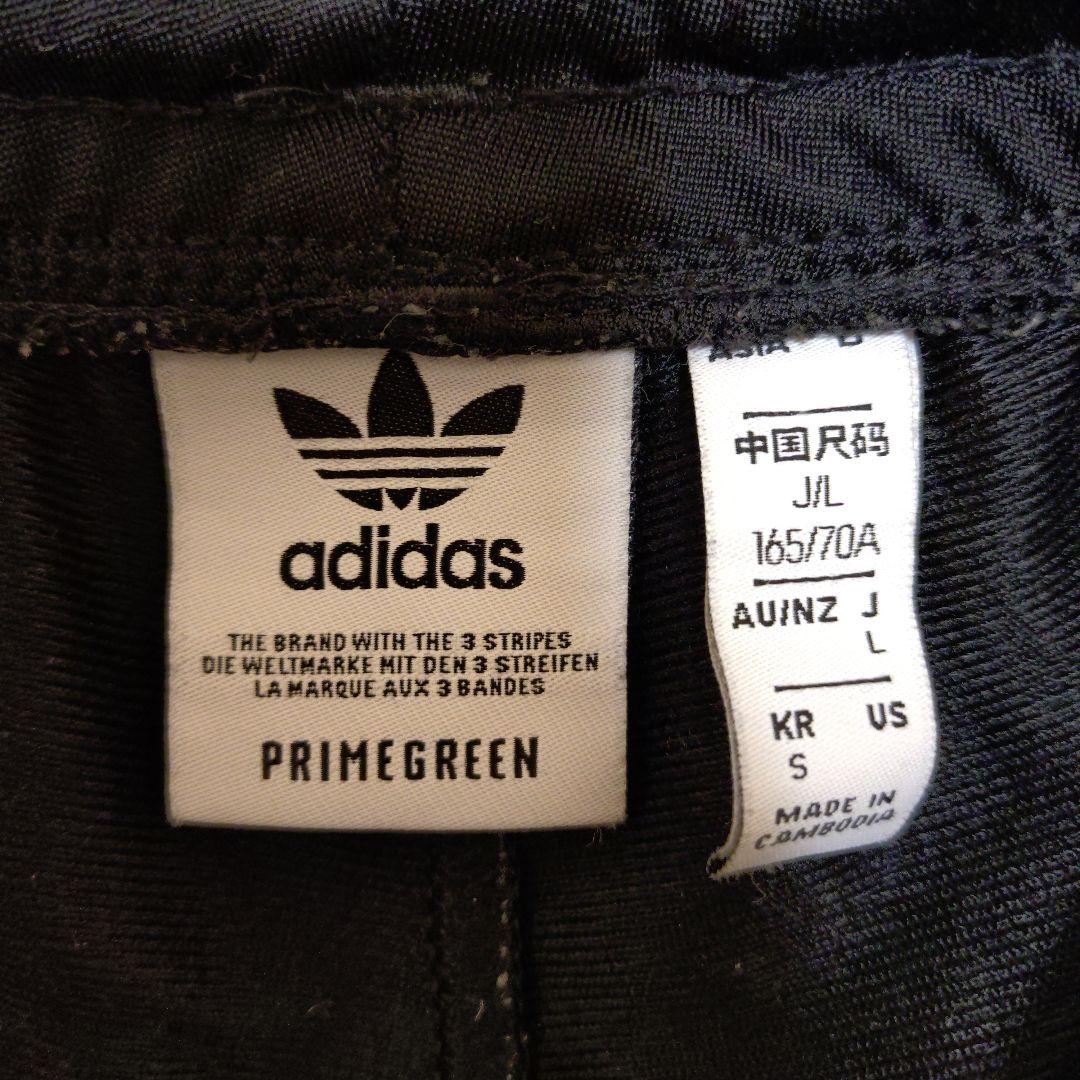 adidas
THE BRAND WITH THE 3 STRIPES
DIE WELTMARKE MIT DEN 3 STREIFEN
LA MARQUE AUX 3 BANDES
PRIMEGREEN
ASIA
中国尺码
J/L
165/70A
AU/NZ J
L
KR US
S
MADE IN
CAMBODIA